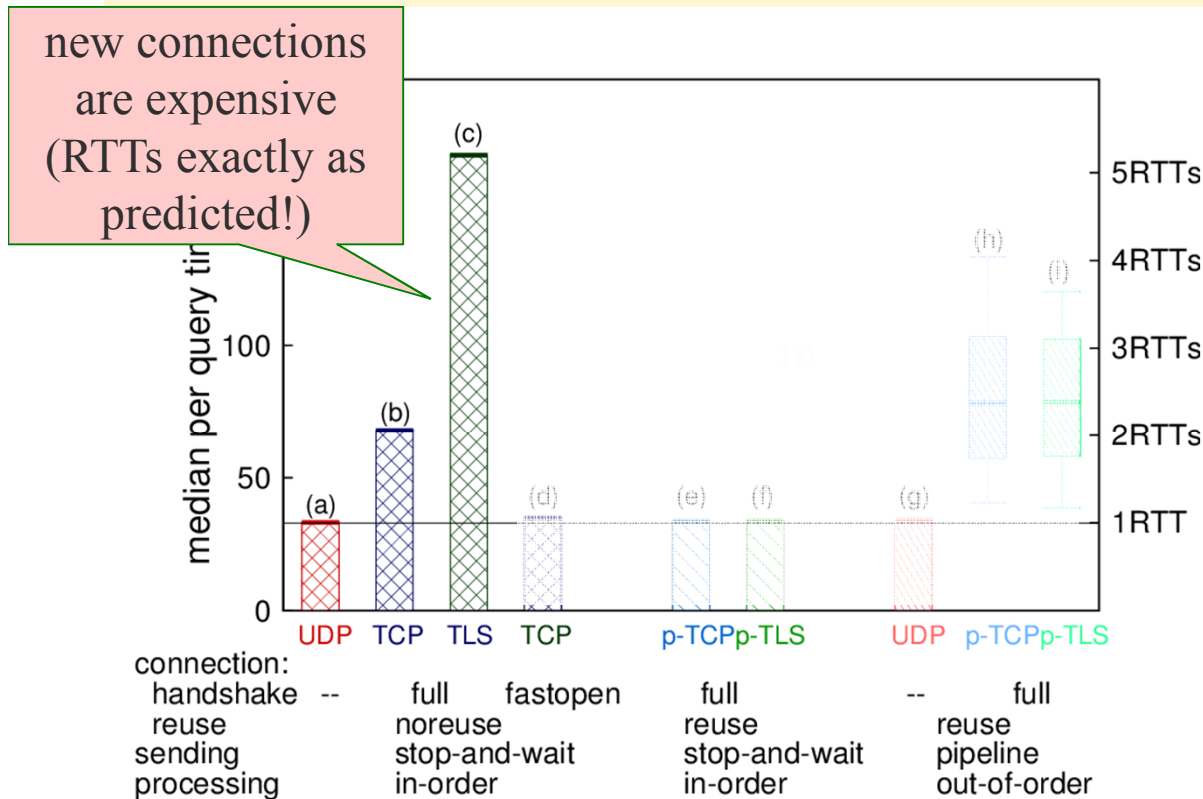 new connections
are expensive
(RTTs exactly as
predicted!)
median per query
100
50
0
5RTTs
4RTTs
3RTTs
2RTTs
1RTT
(a)
(b)
(c)
(d)
(e)
(f)
(g)
(h)
(i)
UDP TCP TLS TCP p-TCP p-TLS UDP p-TCP p-TLS
connection:
handshake -- full fastopen full -- full
reuse noreuse reuse reuse
sending stop-and-wait stop-and-wait pipeline
processing in-order in-order out-of-order